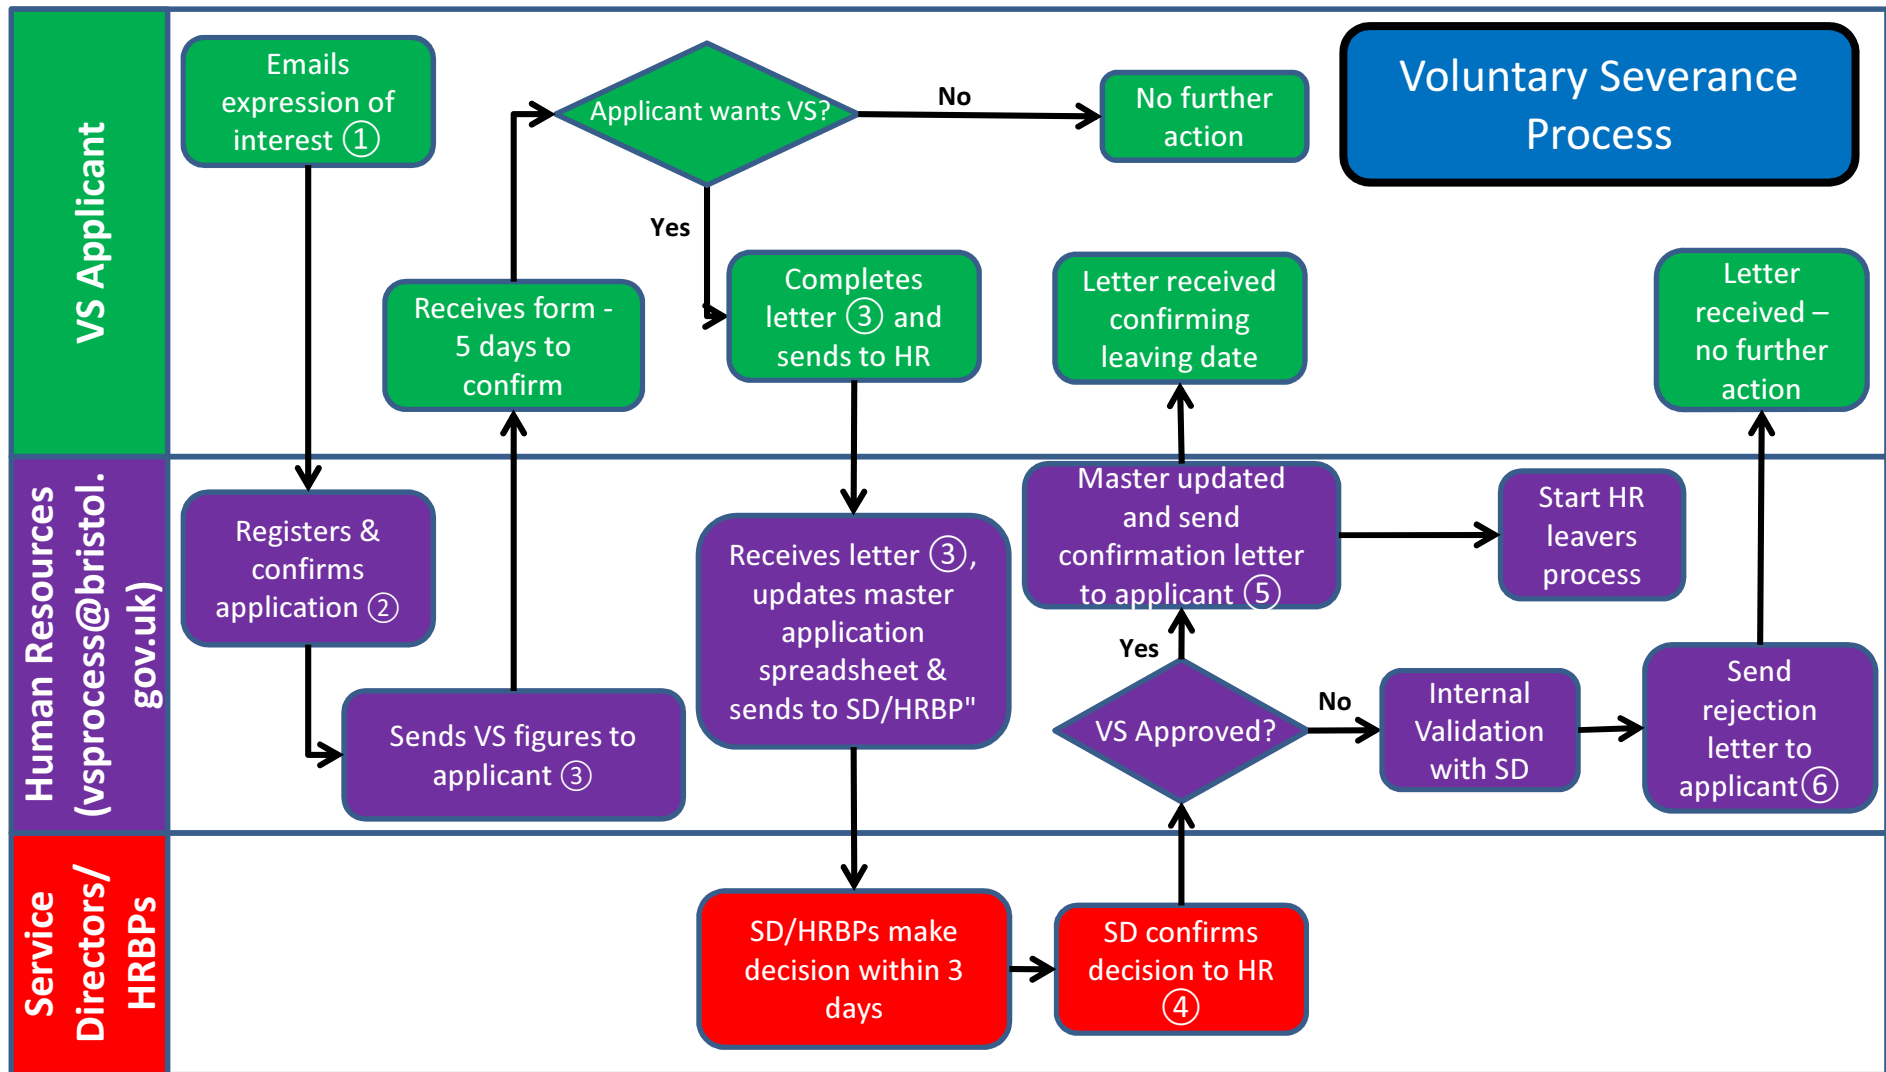 VS Applicant
Emails
expression of
interest ①
Applicant wants VS?
No
No further
action
Voluntary Severance
Process
Yes
Receives form -
5 days to
confirm
Completes
letter ③ and
sends to HR
Letter received
confirming
leaving date
Letter
received –
no further
action
Human Resources
(vsprocess@bristol.
gov.uk)
Registers &
confirms
application ②
Sends VS figures to
applicant ③
Receives letter ③,
updates master
application
spreadsheet &
sends to SD/HRBP"
Master updated
and send
confirmation letter
to applicant ⑤
Start HR
leavers
process
Yes
VS Approved?
No
Internal
Validation
with SD
Send
rejection
letter to
applicant ⑥
Service
Directors/
HRBPs
SD/HRBPs make
decision within 3
days
SD confirms
decision to HR
④